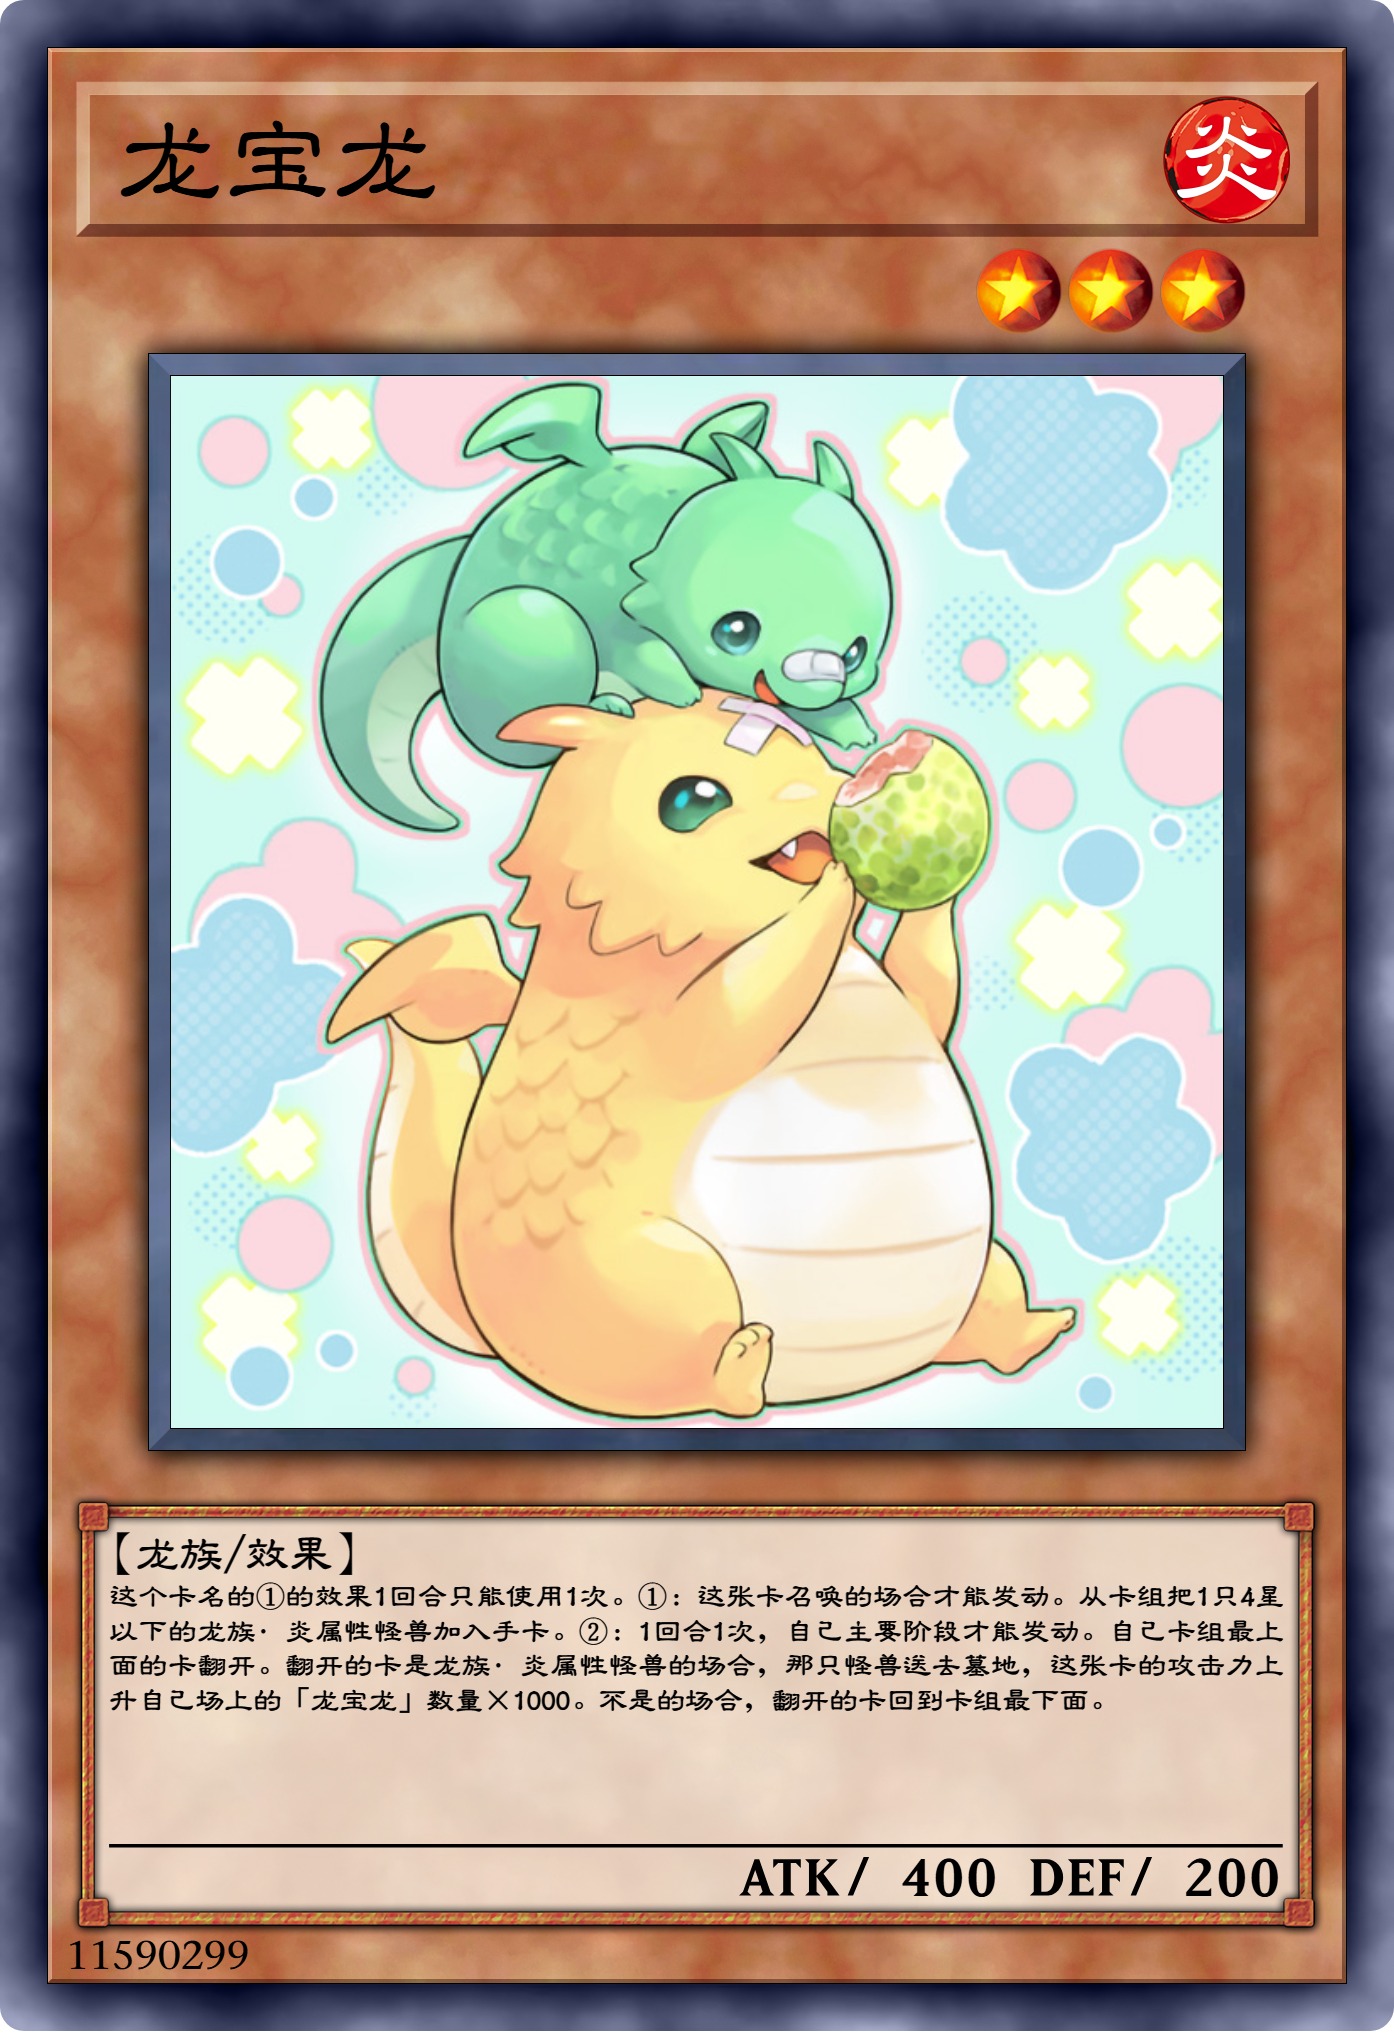 龙宝龙
炎
【龙族/效果】
这个卡名的①的效果1回合只能使用1次。①：这张卡召唤的场合才能发动。从卡组把1只4星
以下的龙族·炎属性怪兽加入手卡。②：1回合1次，自己主要阶段才能发动。自己卡组最上
面的卡翻开。翻开的卡是龙族·炎属性怪兽的场合，那只怪兽送去墓地，这张卡的攻击力上
升自己场上的「龙宝龙」数量×1000。不是的场合，翻开的卡回到卡组最下面。
ATK/ 400 DEF/ 200
11590299